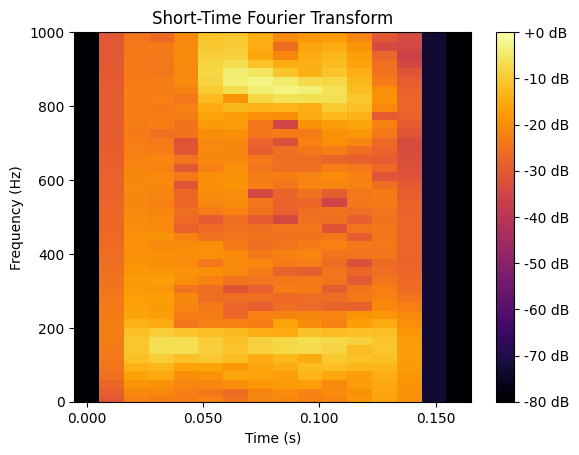 Short-Time Fourier Transform
1000
800
600
400
200
0
Frequency (Hz)
0.000
0.050
0.100
0.150
Time (s)
+0 dB
-10 dB
-20 dB
-30 dB
-40 dB
-50 dB
-60 dB
-70 dB
-80 dB